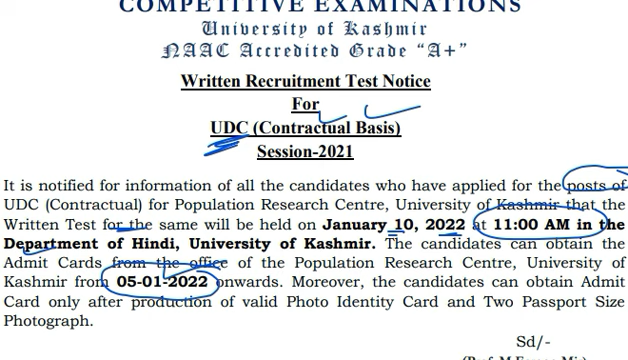 COMPETITIVE EXAMINATIONS
University of Kashmir
NAAC Accredited Grade "A+"
Written Recruitment Test Notice
For
UDC (Contractual Basis)
Session-2021
It is notified for information of all the candidates who have applied for the posts of
UDC (Contractual) for Population Research Centre, University of Kashmir that the
Written Test for the same will be held on January 10, 2022 at 11:00 AM in the
Department of Hindi, University of Kashmir. The candidates can obtain the
Admit Cards from the office of the Population Research Centre, University of
Kashmir from 05-01-2022 onwards. Moreover, the candidates can obtain Admit
Card only after production of valid Photo Identity Card and Two Passport Size
Photograph.
Sd/-